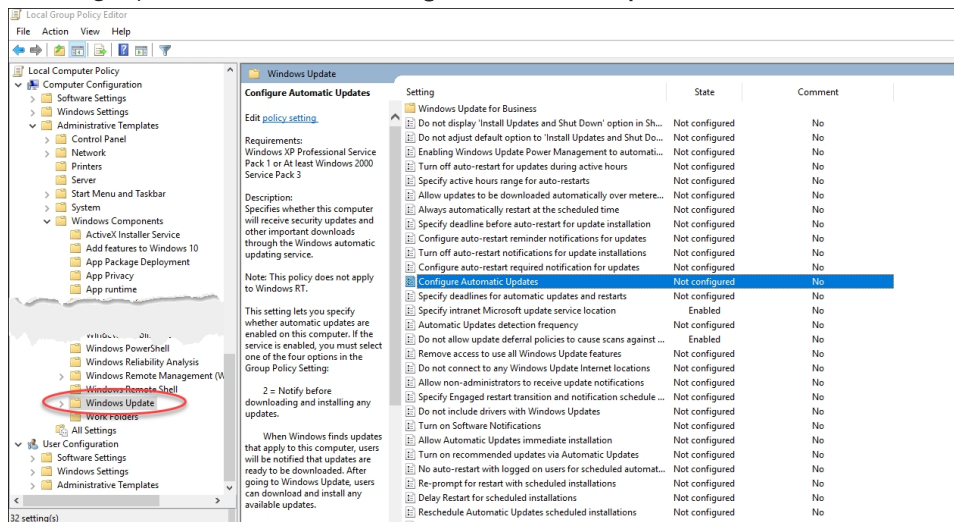 Local Group Policy Editor
File Action View Help
Local Computer Policy
Computer Configuration
Software Settings
Windows Settings
Administrative Templates
Control Panel
Network
Printers
Server
Start Menu and Taskbar
System
Windows Components
ActiveX Installer Service
Add features to Windows 10
App Package Deployment
App Privacy
App runtime
Windows PowerShell
Windows Reliability Analysis
Windows Remote Management (W
Windows Remote Shell
Windows Update
Work Folders
All Settings
User Configuration
Software Settings
Windows Settings
Administrative Templates
32 setting(s)
Windows Update
Configure Automatic Updates
Edit policy setting
Requirements:
Windows XP Professional Service
Pack 1 or At least Windows 2000
Service Pack 3
Description:
Specifies whether this computer
will receive security updates and
other important downloads
through the Windows automatic
updating service.
Note: This policy does not apply
to Windows RT.
This setting lets you specify
whether automatic updates are
enabled on this computer. If the
service is enabled, you must select
one of the four options in the
Group Policy Setting:
2 = Notify before
downloading and installing any
updates.
When Windows finds updates
that apply to this computer, users
will be notified that updates are
ready to be downloaded. After
going to Windows Update, users
can download and install any
available updates.
Setting State Comment
Windows Update for Business
Do not display 'Install Updates and Shut Down' option in Sh... Not configured No
Do not adjust default option to 'Install Updates and Shut Do... Not configured No
Enabling Windows Update Power Management to automati... Not configured No
Turn off auto-restart for updates during active hours Not configured No
Specify active hours range for auto-restarts Not configured No
Allow updates to be downloaded automatically over metere... Not configured No
Always automatically restart at the scheduled time Not configured No
Specify deadline before auto-restart for update installation Not configured No
Configure auto-restart reminder notifications for updates Not configured No
Turn off auto-restart notifications for update installations Not configured No
Configure auto-restart required notification for updates Not configured No
Configure Automatic Updates Not configured No
Specify deadlines for automatic updates and restarts Not configured No
Specify intranet Microsoft update service location Enabled No
Automatic Updates detection frequency Not configured No
Do not allow update deferral policies to cause scans against ... Enabled No
Remove access to use all Windows Update features Not configured No
Do not connect to any Windows Update Internet locations Not configured No
Allow non-administrators to receive update notifications Not configured No
Specify Engaged restart transition and notification schedule ... Not configured No
Do not include drivers with Windows Updates Not configured No
Turn on Software Notifications Not configured No
Allow Automatic Updates immediate installation Not configured No
Turn on recommended updates via Automatic Updates Not configured No
No auto-restart with logged on users for scheduled automat... Not configured No
Re-prompt for restart with scheduled installations Not configured No
Delay Restart for scheduled installations Not configured No
Reschedule Automatic Updates scheduled installations Not configured No